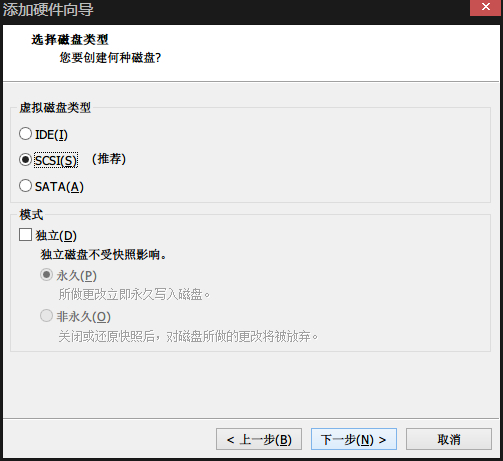 添加硬件向导
选择磁盘类型
您要创建何种磁盘?
虚拟磁盘类型
IDE(I)
SCSI(S) (推荐)
SATA(A)
模式
独立(D)
独立磁盘不受快照影响。
永久(P)
所做更改立即永久写入磁盘。
非永久(O)
关闭或还原快照后，对磁盘所做的更改将被放弃。
< 上一步(B) 下一步(N) > 取消